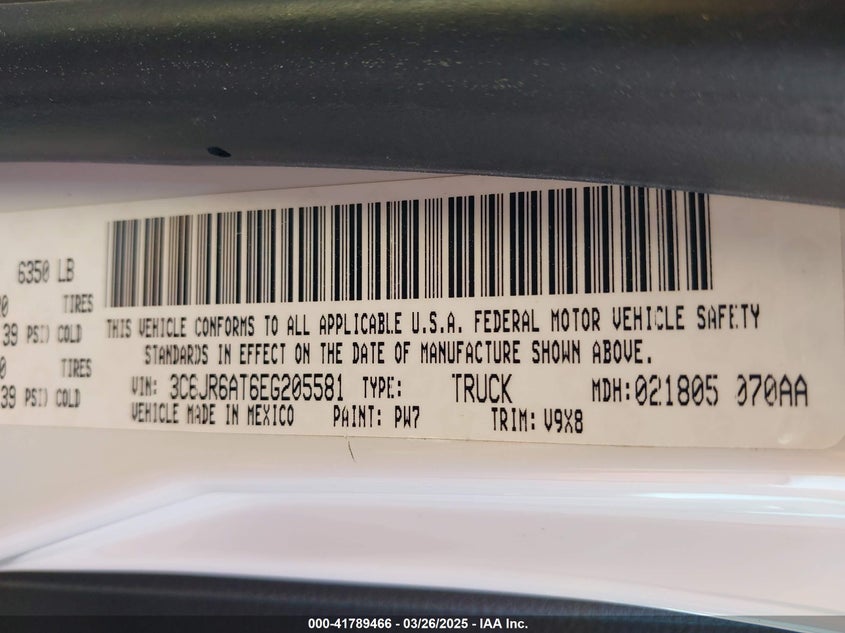 6350 LB
0 TIRES
39 PSI) COLD
0 TIRES
39 PSI) COLD
THIS VEHICLE CONFORMS TO ALL APPLICABLE U.S.A. FEDERAL MOTOR VEHICLE SAFETY
STANDARDS IN EFFECT ON THE DATE OF MANUFACTURE SHOWN ABOVE.
VIN: 3C6JR6AT6EG205581 TYPE: TRUCK MDH:021805 070AA
VEHICLE MADE IN MEXICO PAINT: PW7 TRIM: V9X8
000-41789466 - 03/26/2025 - IAA Inc.